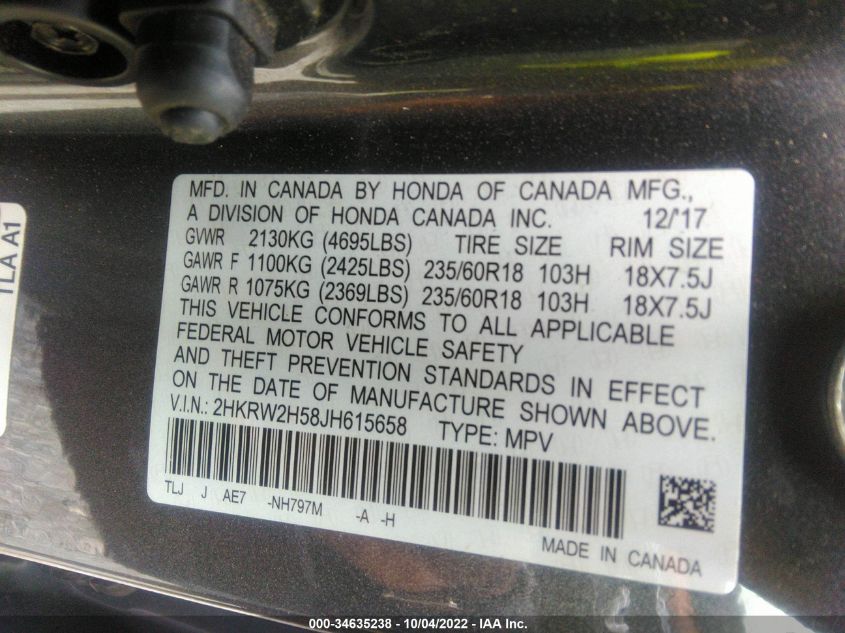 MFD. IN CANADA BY HONDA OF CANADA MFG.,
A DIVISION OF HONDA CANADA INC. 12/'17
GVWR 2130KG (4695LBS) TIRE SIZE RIM SIZE
GAWR F 1100KG (2425LBS) 235/60R18 103H 18X7.5J
GAWR R 1075KG (2369LBS) 235/60R18 103H 18X7.5J
THIS VEHICLE CONFORMS TO ALL APPLICABLE
FEDERAL MOTOR VEHICLE SAFETY
AND THEFT PREVENTION STANDARDS IN EFFECT
ON THE DATE OF MANUFACTURE SHOWN ABOVE.
V.I.N.: 2HKRW2H58JH615658 TYPE: MPV
TLJ J AE7 -NH797M -A -H
MADE IN CANADA
TLA A1
000-34635238 - 10/04/2022 - IAA Inc.